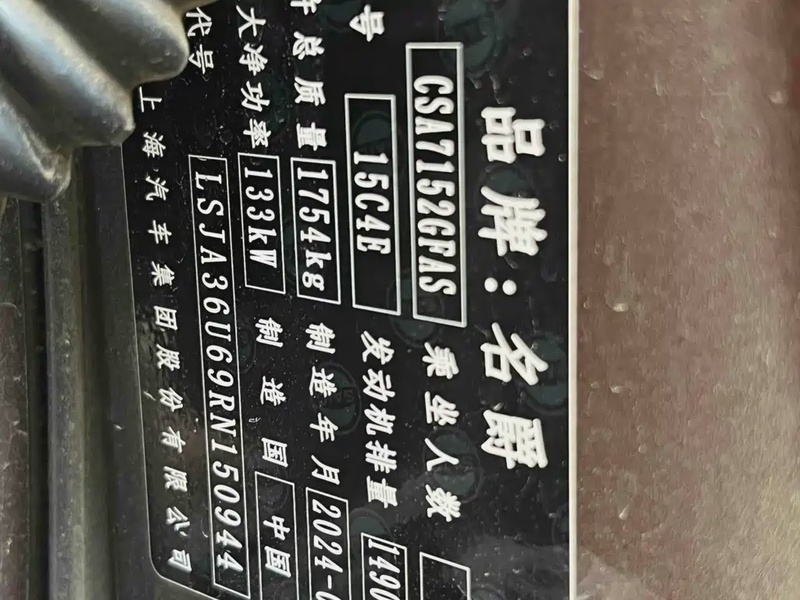 品牌:名爵
CSA7152GFAS 乘坐人数
号 15C4E 发动机排量 1490
总质量 1754kg 制造年月 2024-0
大净功率 133kW 制造国 中国
代号 LSJA36U69RN150944
上海汽车集团股份有限公司